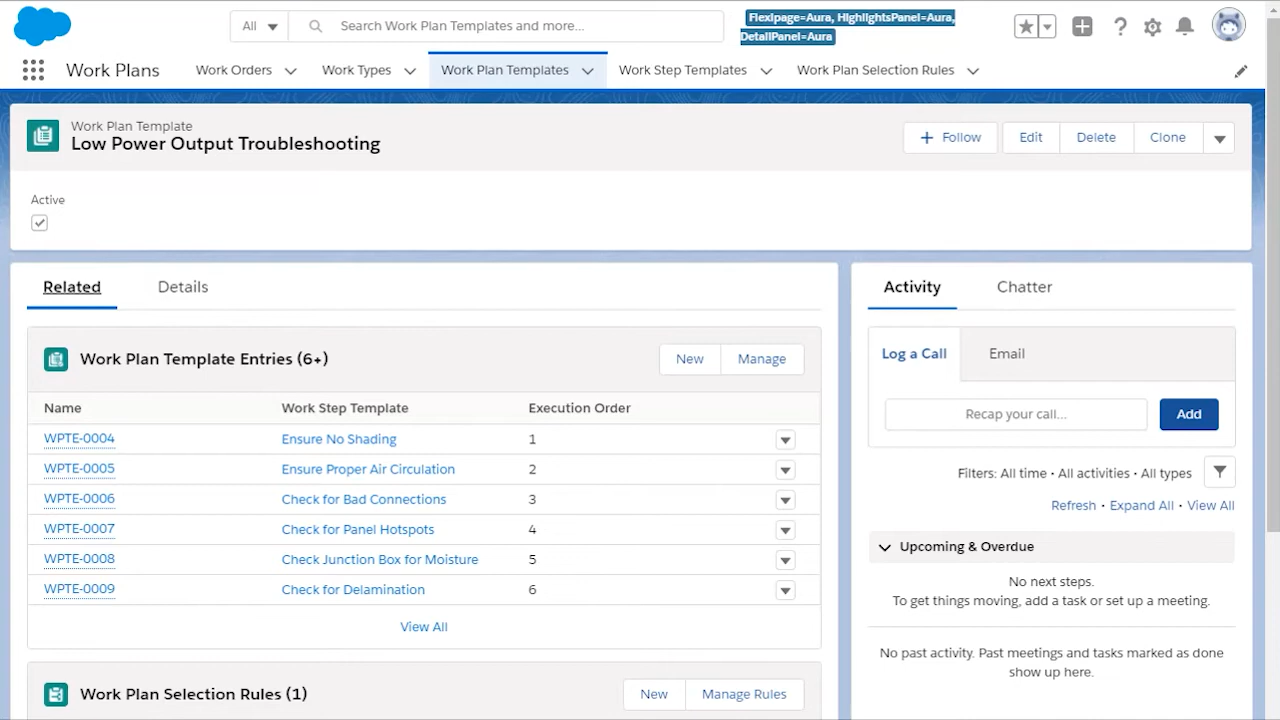 All
Search Work Plan Templates and more...
Flexipage=Aura, HighlightsPanel=Aura,
DetailPanel=Aura
Work Plans
Work Orders
Work Types
Work Plan Templates
Work Step Templates
Work Plan Selection Rules
Work Plan Template
Low Power Output Troubleshooting
Follow
Edit
Delete
Clone
Active
Related
Details
Work Plan Template Entries (6+)
New
Manage
Name Work Step Template Execution Order
WPTE-0004 Ensure No Shading 1
WPTE-0005 Ensure Proper Air Circulation 2
WPTE-0006 Check for Bad Connections 3
WPTE-0007 Check for Panel Hotspots 4
WPTE-0008 Check Junction Box for Moisture 5
WPTE-0009 Check for Delamination 6
View All
Work Plan Selection Rules (1)
New
Manage Rules
Activity
Chatter
Log a Call
Email
Recap your call...
Add
Filters: All time • All activities • All types
Refresh • Expand All • View All
Upcoming & Overdue
No next steps.
To get things moving, add a task or set up a meeting.
No past activity. Past meetings and tasks marked as done
show up here.